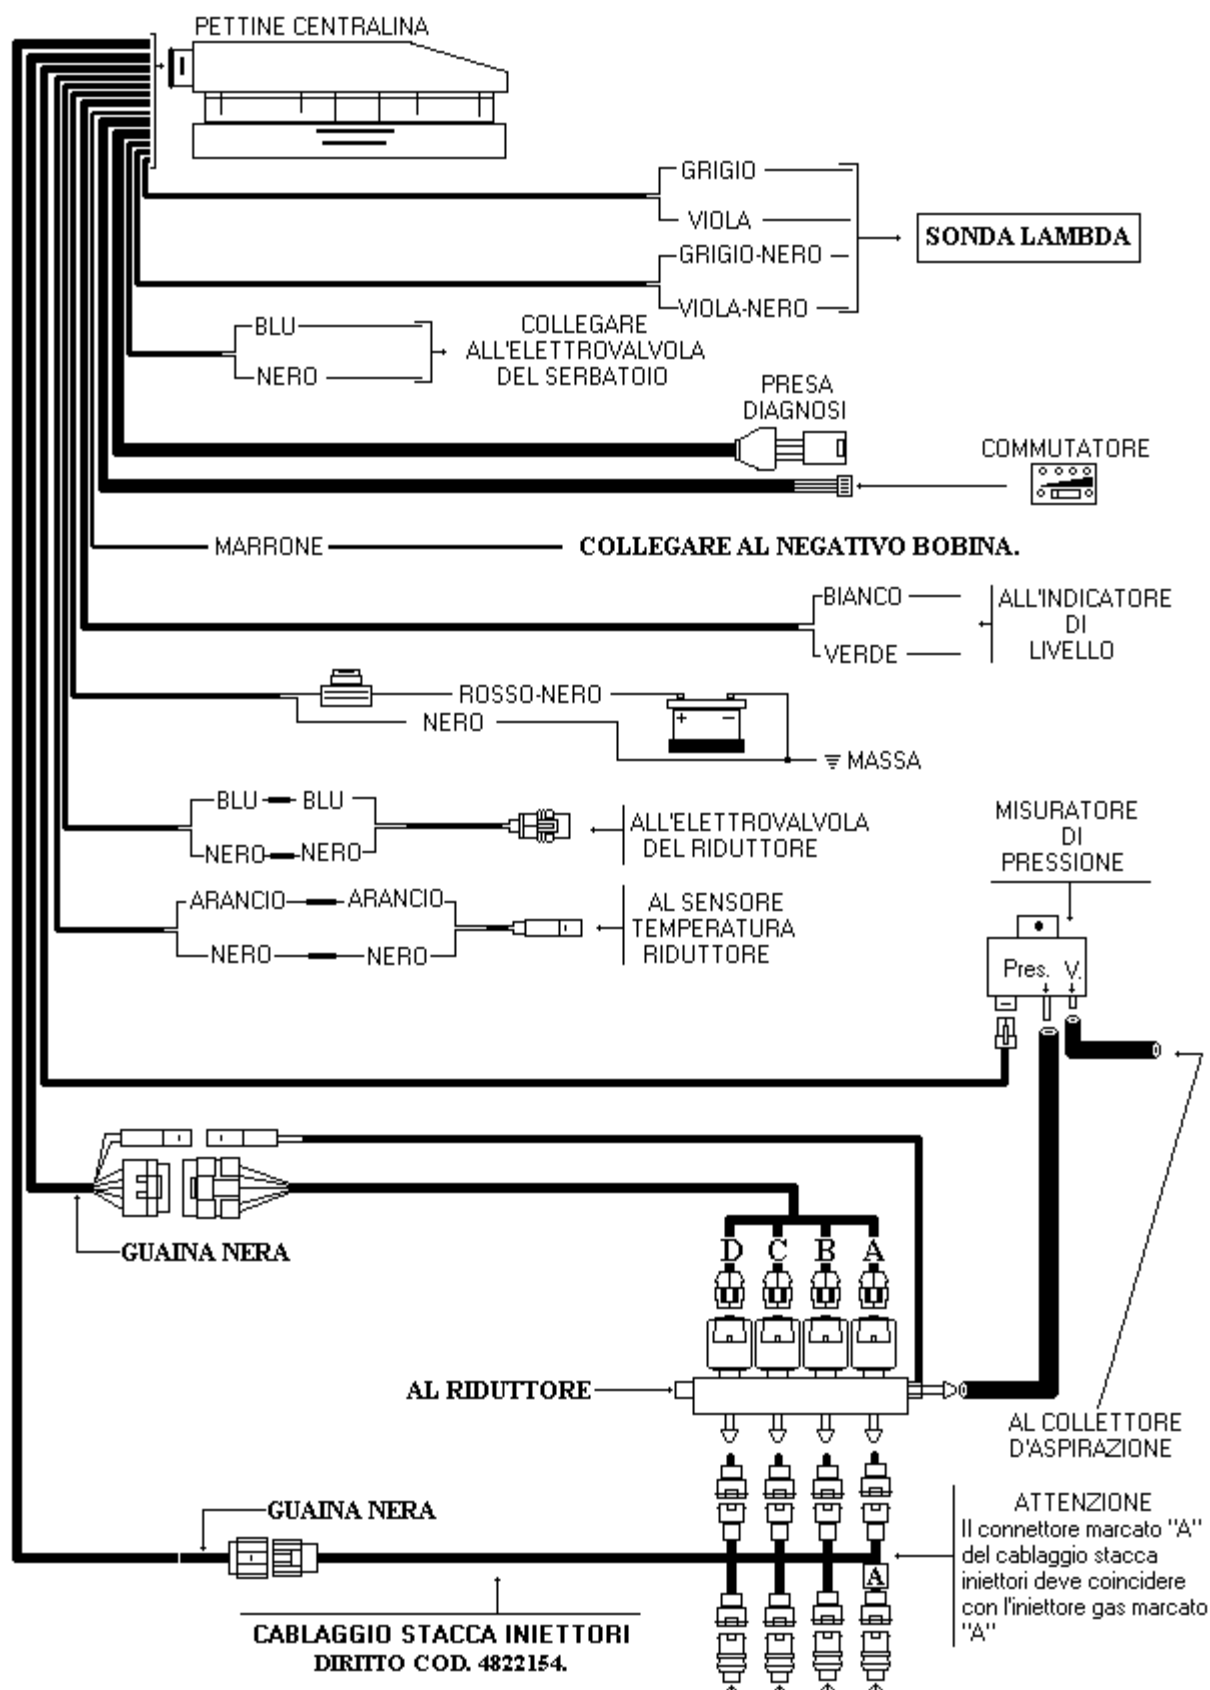 PETTINE CENTRALINA
GRIGIO
VIOLA
GRIGIO-NERO
VIOLA-NERO
SONDA LAMBDA
BLU
NERO
COLLEGARE
ALL'ELETTROVALVOLA
DEL SERBATOIO
PRESA
DIAGNOSI
COMMUTATORE
MARRONE
COLLEGARE AL NEGATIVO BOBINA.
BIANCO
VERDE
ALL'INDICATORE
DI
LIVELLO
ROSSO-NERO
NERO
+ −
MASSA
BLU BLU
NERO NERO
ALL'ELETTROVALVOLA
DEL RIDUTTORE
MISURATORE
DI
PRESSIONE
ARANCIO ARANCIO
NERO NERO
AL SENSORE
TEMPERATURA
RIDUTTORE
Pres. V.
GUAINA NERA
D C B A
AL RIDUTTORE
AL COLLETTORE
D'ASPIRAZIONE
GUAINA NERA
A
ATTENZIONE
Il connettore marcato "A"
del cablaggio stacca
iniettori deve coincidere
con l'iniettore gas marcato
"A"
CABLAGGIO STACCA INIETTORI
DIRITTO COD. 4822154.